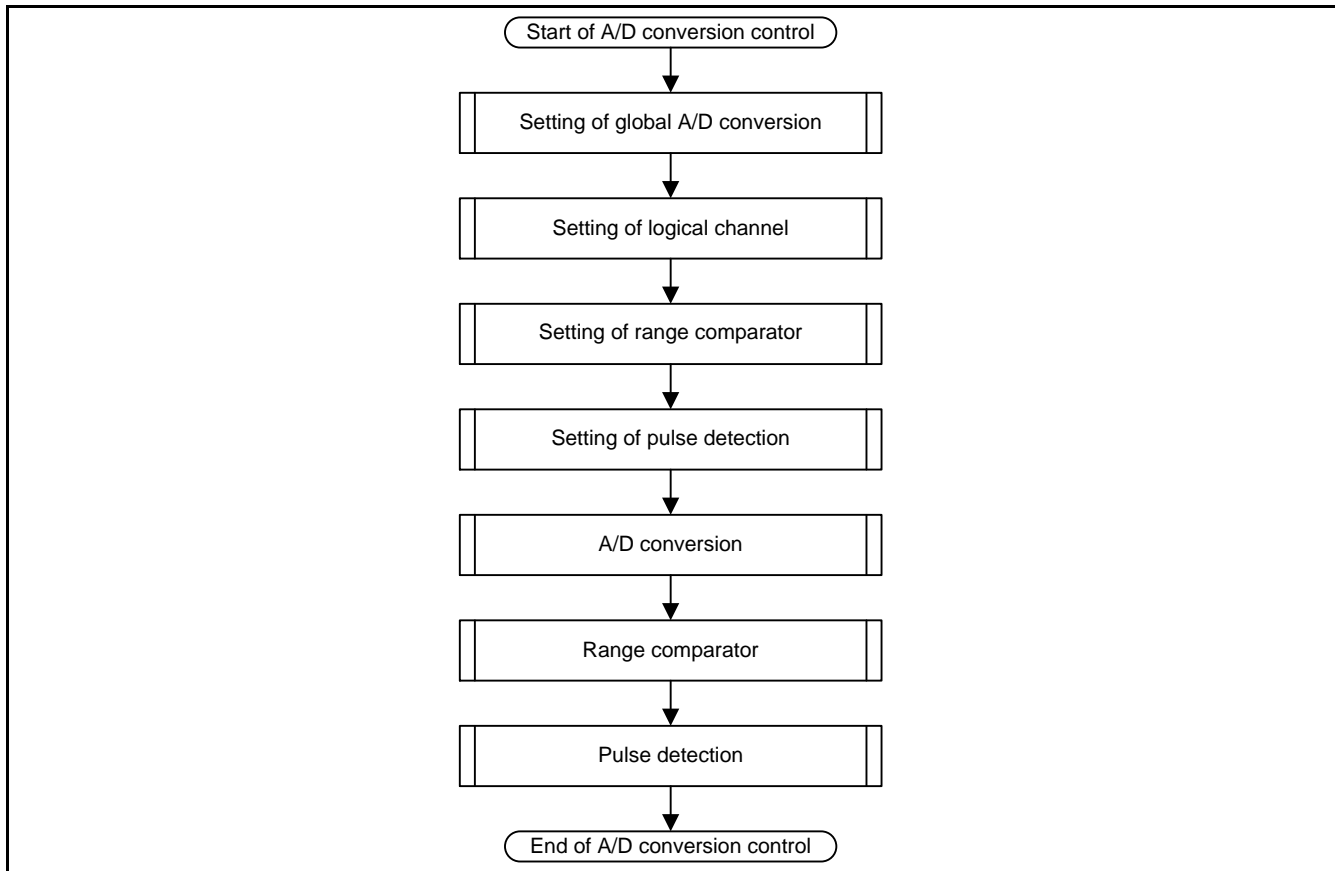 Start of A/D conversion control
Setting of global A/D conversion
Setting of logical channel
Setting of range comparator
Setting of pulse detection
A/D conversion
Range comparator
Pulse detection
End of A/D conversion control